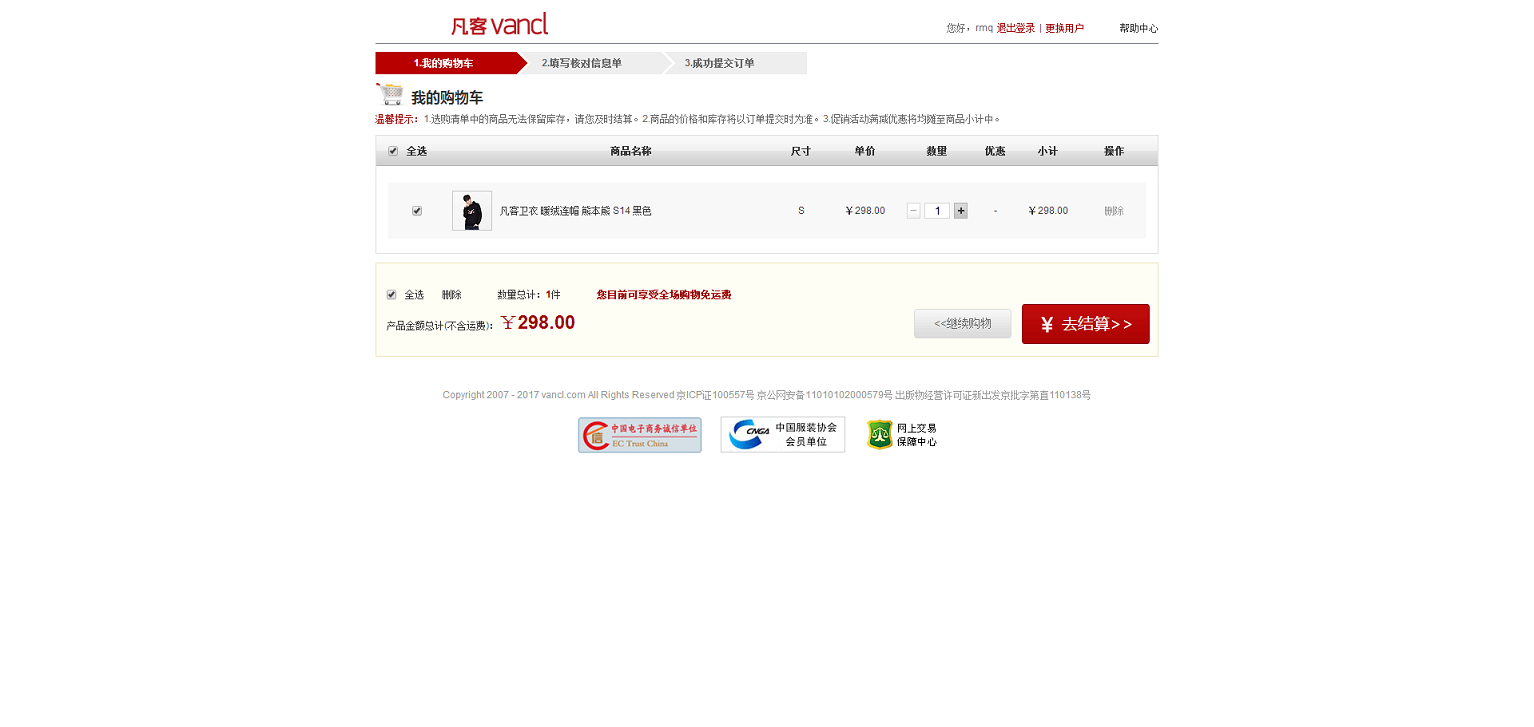 凡客 vancl
您好，rmq 退出登录 | 更换用户 帮助中心
1.我的购物车 2.填写核对信息单 3.成功提交订单
我的购物车
温馨提示：1.选购清单中的商品无法保留库存，请您及时结算。2.商品的价格和库存将以订单提交时为准。3.促销活动满减优惠将均摊至商品小计中。
全选 商品名称 尺寸 单价 数量 优惠 小计 操作
凡客卫衣 暖绒连帽 熊本熊 S14 黑色 S ￥298.00 - 1 + - ￥298.00 删除
全选 删除 数量总计：1件 您目前可享受全场购物免运费
产品金额总计(不含运费)：￥298.00
<<继续购物 ¥ 去结算>>
Copyright 2007 - 2017 vancl.com All Rights Reserved 京ICP证100557号 京公网安备11010102000579号 出版物经营许可证新出发京批字第直110138号
信 中国电子商务诚信单位
EC Trust China
CNGA 中国服装协会
会员单位
网上交易
保障中心